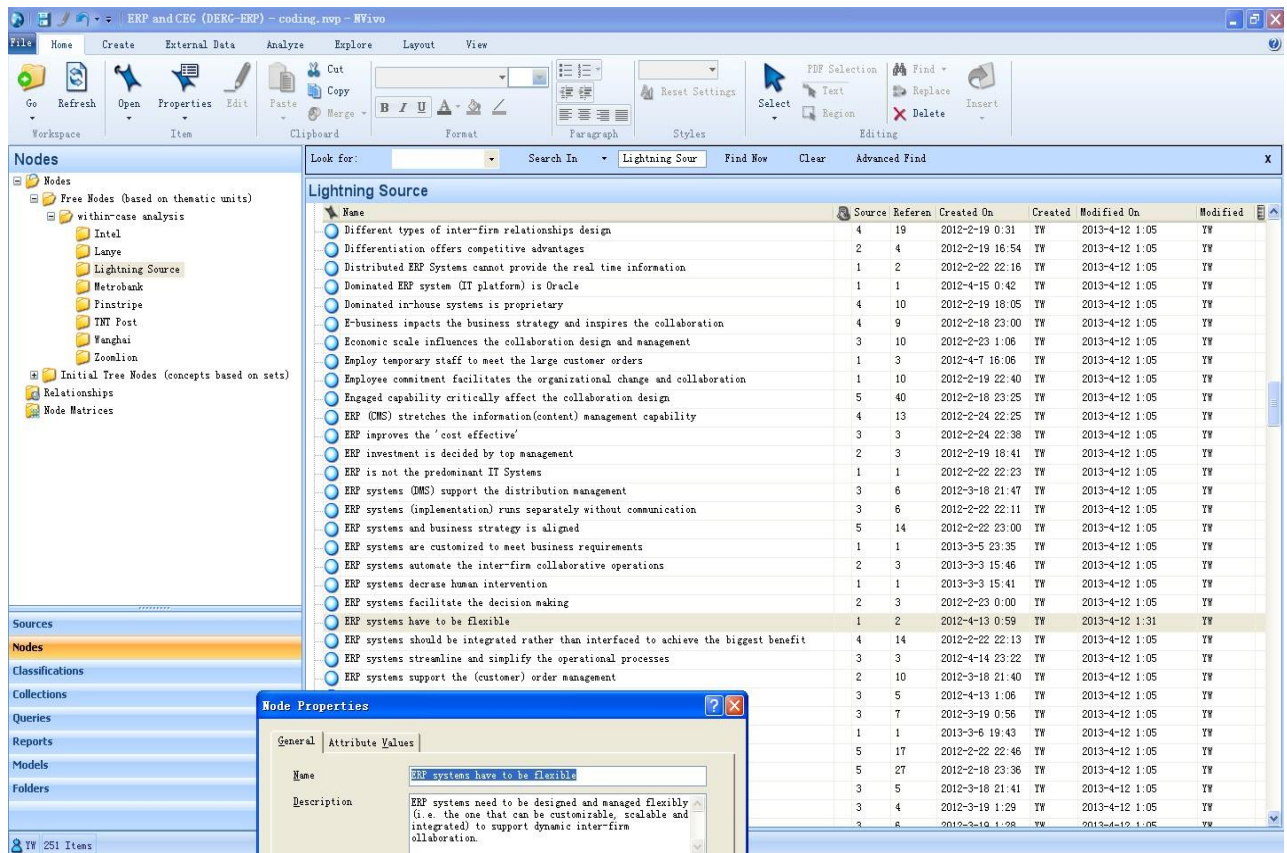 ERP and CEG (DERG-ERP) - coding.nvp - NVivo
File Home Create External Data Analyze Explore Layout View
Go Refresh Open Properties Edit Paste Cut Copy Merge B I U A Reset Settings Select PDF Selection Text Region Find Replace Delete Insert
Workspace Item Clipboard Format Paragraph Styles Editing
Nodes
Look for: Search In Lightning Sour Find Now Clear Advanced Find X
Nodes
Free Nodes (based on thematic units)
within-case analysis
Intel
Lanye
Lightning Source
Metrobank
Pinstripe
TNT Post
Wanghai
Zoomlion
Initial Tree Nodes (concepts based on sets)
Relationships
Node Matrices
Sources
Nodes
Classifications
Collections
Queries
Reports
Models
Folders
Lightning Source
Name Source Referen Created On Created Modified On Modified
Different types of inter-firm relationships design 4 19 2012-2-19 0:31 YW 2013-4-12 1:05 YW
Differentiation offers competitive advantages 2 4 2012-2-19 16:54 YW 2013-4-12 1:05 YW
Distributed ERP Systems cannot provide the real time information 1 2 2012-2-22 22:16 YW 2013-4-12 1:05 YW
Dominated ERP system (IT platform) is Oracle 1 1 2012-4-15 0:42 YW 2013-4-12 1:05 YW
Dominated in-house systems is proprietary 4 10 2012-2-19 18:05 YW 2013-4-12 1:05 YW
E-business impacts the business strategy and inspires the collaboration 4 9 2012-2-18 23:00 YW 2013-4-12 1:05 YW
Economic scale influences the collaboration design and management 3 10 2012-2-23 1:06 YW 2013-4-12 1:05 YW
Employ temporary staff to meet the large customer orders 1 3 2012-4-7 16:06 YW 2013-4-12 1:05 YW
Employee commitment facilitates the organizational change and collaboration 1 10 2012-2-19 22:40 YW 2013-4-12 1:05 YW
Engaged capability critically affect the collaboration design 5 40 2012-2-18 23:25 YW 2013-4-12 1:05 YW
ERP (CMS) stretches the information(content) management capability 4 13 2012-2-24 22:25 YW 2013-4-12 1:05 YW
ERP improves the 'cost effective' 3 3 2012-2-24 22:38 YW 2013-4-12 1:05 YW
ERP investment is decided by top management 2 3 2012-2-19 18:41 YW 2013-4-12 1:05 YW
ERP is not the predominant IT Systems 1 1 2012-2-22 22:23 YW 2013-4-12 1:05 YW
ERP systems (DMS) support the distribution management 3 6 2012-3-18 21:47 YW 2013-4-12 1:05 YW
ERP systems (implementation) runs separately without communication 3 6 2012-2-22 22:11 YW 2013-4-12 1:05 YW
ERP systems and business strategy is aligned 5 14 2012-2-22 23:00 YW 2013-4-12 1:05 YW
ERP systems are customized to meet business requirements 1 1 2013-3-5 23:35 YW 2013-4-12 1:05 YW
ERP systems automate the inter-firm collaborative operations 2 3 2013-3-3 15:46 YW 2013-4-12 1:05 YW
ERP systems decrase human intervention 1 1 2013-3-3 15:41 YW 2013-4-12 1:05 YW
ERP systems facilitate the decision making 2 3 2012-2-23 0:00 YW 2013-4-12 1:05 YW
ERP systems have to be flexible 1 2 2012-4-13 0:59 YW 2013-4-12 1:31 YW
ERP systems should be integrated rather than interfaced to achieve the biggest benefit 4 14 2012-2-22 22:13 YW 2013-4-12 1:05 YW
ERP systems streamline and simplify the operational processes 3 3 2012-4-14 23:22 YW 2013-4-12 1:05 YW
ERP systems support the (customer) order management 2 10 2012-3-18 21:40 YW 2013-4-12 1:05 YW
3 5 2012-4-13 1:06 YW 2013-4-12 1:05 YW
3 7 2012-3-19 0:56 YW 2013-4-12 1:05 YW
1 1 2013-3-6 19:43 YW 2013-4-12 1:05 YW
5 17 2012-2-22 22:46 YW 2013-4-12 1:05 YW
5 27 2012-2-18 23:36 YW 2013-4-12 1:05 YW
3 5 2012-3-18 21:41 YW 2013-4-12 1:05 YW
3 4 2012-3-19 1:29 YW 2013-4-12 1:05 YW
3 6 2012-3-19 1:28 YW 2013-4-12 1:05 YW
Node Properties
General Attribute Values
Name ERP systems have to be flexible
Description ERP systems need to be designed and managed flexibly
(i.e. the one that can be customizable, scalable and
integrated) to support dynamic inter-firm
ollaboration.
YW 251 Items